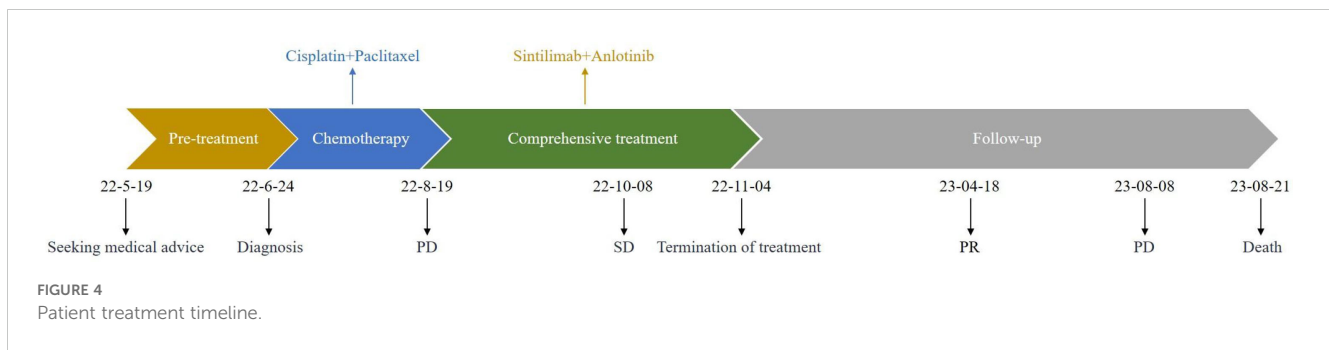 Cisplatin+Paclitaxel Sintilimab+Anlotinib
Pre-treatment Chemotherapy Comprehensive treatment Follow-up
22-5-19 22-6-24 22-8-19 22-10-08 22-11-04 23-04-18 23-08-08 23-08-21
Seeking medical advice Diagnosis PD SD Termination of treatment PR PD Death
FIGURE 4
Patient treatment timeline.